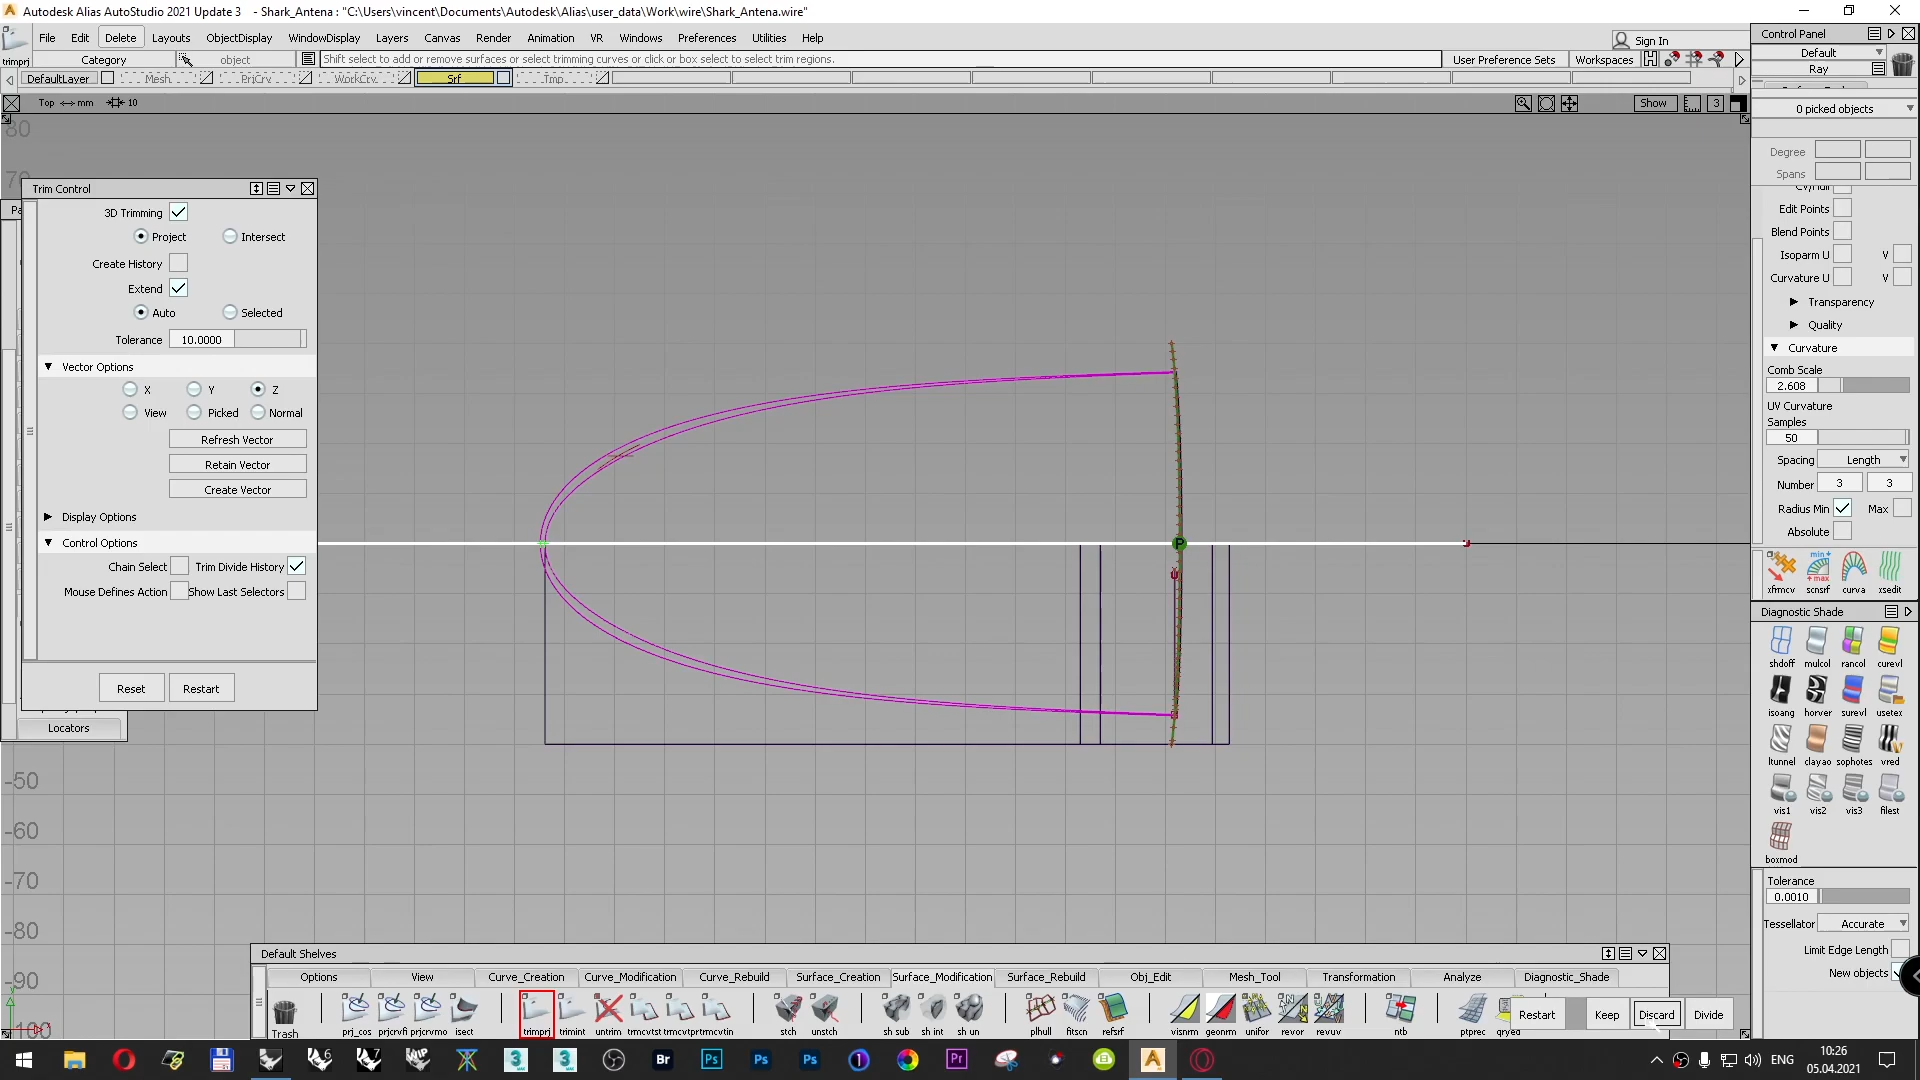 Autodesk Alias AutoStudio 2021 Update 3 - Shark_Antena : "C:\Users\vincent\Documents\Autodesk\Alias\user_data\Work\wire\Shark_Antena.wire"
File Edit Delete Layouts ObjectDisplay WindowDisplay Layers Canvas Render Animation VR Windows Preferences Utilities Help
Sign In
trimprj Category object Shift select to add or remove surfaces or select trimming curves or click or box select to select trim regions. User Preference Sets Workspaces
DefaultLayer Mesh PrjCrv WorkCrv Srf Tmp
Top <-> mm 10 Show 3
80
70
Pa
Trim Control
3D Trimming
Project Intersect
Create History
Extend
Auto Selected
Tolerance 10.0000
Vector Options
X Y Z
View Picked Normal
Refresh Vector
Retain Vector
Create Vector
Display Options
Control Options
Chain Select Trim Divide History
Mouse Defines Action Show Last Selectors
Reset Restart
Locators
P
-50
-60
-70
-80
-90
100
Control Panel
Default
Ray
0 picked objects
Degree
Spans
CV/Hull
Edit Points
Blend Points
Isoparm U V
Curvature U V
Transparency
Quality
Curvature
Comb Scale
2.608
UV Curvature
Samples
50
Spacing Length
Number 3 3
Radius Min Max
Absolute
xfrmcv scnsrf curva xsedit
Diagnostic Shade
shdoff mulcol rancol curevl
isoang horver surevl usetex
ltunnel clayao sophotes vred
vis1 vis2 vis3 filest
boxmod
Tolerance
0.0010
Tessellator Accurate
Limit Edge Length
New objects
Default Shelves
Options View Curve_Creation Curve_Modification Curve_Rebuild Surface_Creation Surface_Modification Surface_Rebuild Obj_Edit Mesh_Tool Transformation Analyze Diagnostic_Shade
Trash prj_cos prjcrvfi prjcrvmo isect trimprj trimint untrim trmcvtst trmcvtpr trmcvtin stch unstch sh sub sh int sh un plhull fitscn refsrf visnrm geonrm unifor revor revuv ntb ptprec qryed
Restart Keep Discard Divide
ENG 10:26
05.04.2021